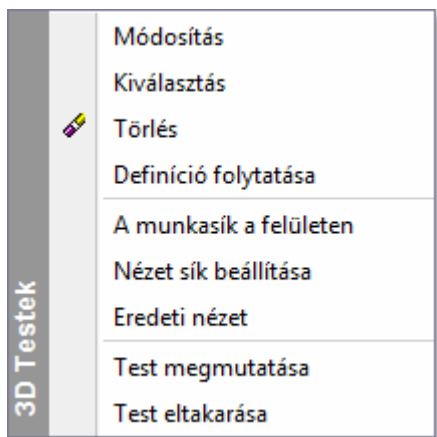 3D Testek
Módosítás
Kiválasztás
Törlés
Definíció folytatása
A munkasík a felületen
Nézet sík beállítása
Eredeti nézet
Test megmutatása
Test eltakarása